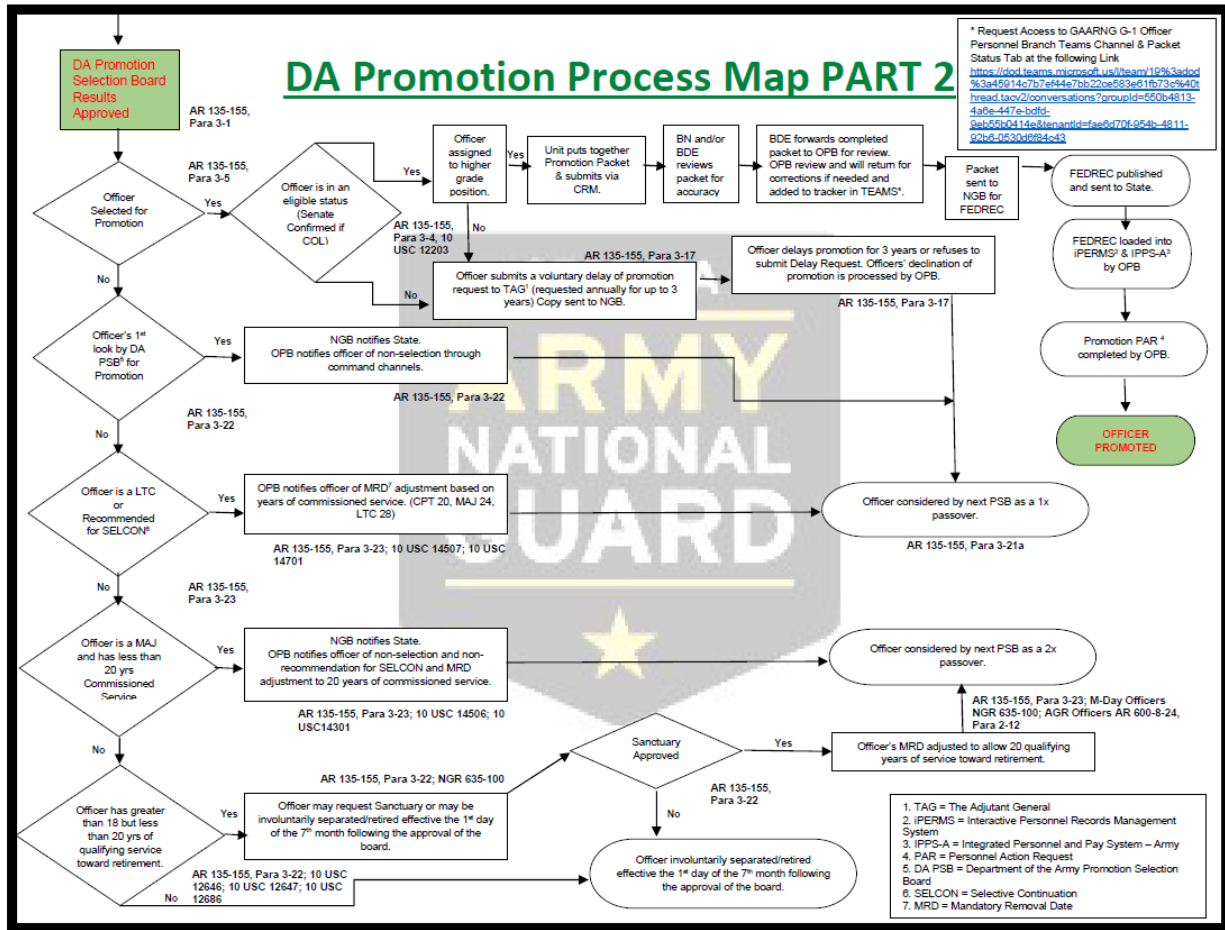 DA Promotion
Selection Board
Results
Approved
DA Promotion Process Map PART 2
* Request Access to GAARNG G-1 Officer
Personnel Branch Teams Channel & Packet
Status Tab at the following Link
https://dod.teams.microsoft.us/l/team/19%3adod
%3a45914c7b7ef44e7bb22ce583e61fb73c%40t
hread.tacv2/conversations?groupId=550b4813-
4a6e-447e-bdfd-
9eb55b0414e&tenantId=fae6d70f-954b-4811-
92b6-0530d6f84c43
AR 135-155,
Para 3-1
AR 135-155,
Para 3-5
Officer
Selected for
Promotion
Yes
No
Officer is in an
eligible status
(Senate
Confirmed if
COL)
Yes
No
AR 135-155,
Para 3-4, 10
USC 12203
Officer
assigned
to higher
grade
position.
Yes
No
Unit puts together
Promotion Packet
& submits via
CRM.
BN and/or
BDE
reviews
packet for
accuracy
BDE forwards completed
packet to OPB for review.
OPB review and will return for
corrections if needed and
added to tracker in TEAMS*.
Packet
sent to
NGB for
FEDREC
FEDREC published
and sent to State.
FEDREC loaded into
iPERMS² & IPPS-A³
by OPB
Promotion PAR ⁴
completed by OPB.
OFFICER
PROMOTED
AR 135-155, Para 3-17
Officer submits a voluntary delay of promotion
request to TAG¹ (requested annually for up to 3
years) Copy sent to NGB.
Officer delays promotion for 3 years or refuses to
submit Delay Request. Officers' declination of
promotion is processed by OPB.
AR 135-155, Para 3-17
Officer's 1st
look by DA
PSB⁵ for
Promotion
Yes
No
NGB notifies State.
OPB notifies officer of non-selection through
command channels.
AR 135-155, Para 3-22
AR 135-155,
Para 3-22
Officer is a LTC
or
Recommended
for SELCON⁶
Yes
No
OPB notifies officer of MRD⁷ adjustment based on
years of commissioned service. (CPT 20, MAJ 24,
LTC 28)
AR 135-155, Para 3-23; 10 USC 14507; 10 USC
14701
Officer considered by next PSB as a 1x
passover.
AR 135-155, Para 3-21a
AR 135-155,
Para 3-23
Officer is a MAJ
and has less than
20 yrs
Commissioned
Service
Yes
No
NGB notifies State.
OPB notifies officer of non-selection and non-
recommendation for SELCON and MRD
adjustment to 20 years of commissioned service.
AR 135-155, Para 3-23; 10 USC 14506; 10
USC14301
Officer considered by next PSB as a 2x
passover.
AR 135-155, Para 3-23; M-Day Officers
NGR 635-100; AGR Officers AR 600-8-24,
Para 2-12
AR 135-155, Para 3-22; NGR 635-100
Sanctuary
Approved
Yes
No
AR 135-155,
Para 3-22
Officer's MRD adjusted to allow 20 qualifying
years of service toward retirement.
Officer has greater
than 18 but less
than 20 yrs of
qualifying service
toward retirement.
Yes
No
Officer may request Sanctuary or may be
involuntarily separated/retired effective the 1st day
of the 7th month following the approval of the
board.
AR 135-155, Para 3-22; 10 USC
12646; 10 USC 12647; 10 USC
12686
Officer involuntarily separated/retired
effective the 1st day of the 7th month following
the approval of the board.
1. TAG = The Adjutant General
2. iPERMS = Interactive Personnel Records Management
System
3. IPPS-A = Integrated Personnel and Pay System – Army
4. PAR = Personnel Action Request
5. DA PSB = Department of the Army Promotion Selection
Board
6. SELCON = Selective Continuation
7. MRD = Mandatory Removal Date
ARMY
NATIONAL
GUARD